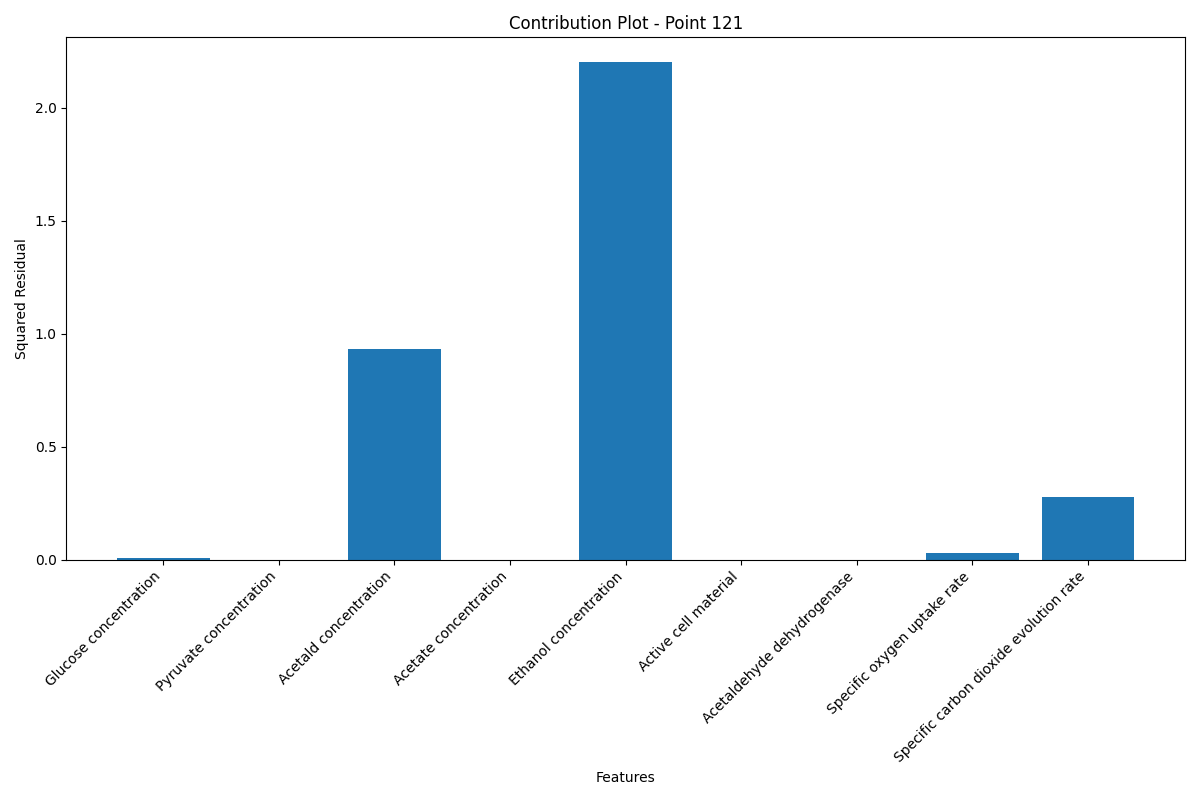 Contribution Plot - Point 121
Squared Residual
2.0
1.5
1.0
0.5
0.0
Glucose concentration
Pyruvate concentration
Acetald concentration
Acetate concentration
Ethanol concentration
Active cell material
Acetaldehyde dehydrogenase
Specific oxygen uptake rate
Specific carbon dioxide evolution rate
Features